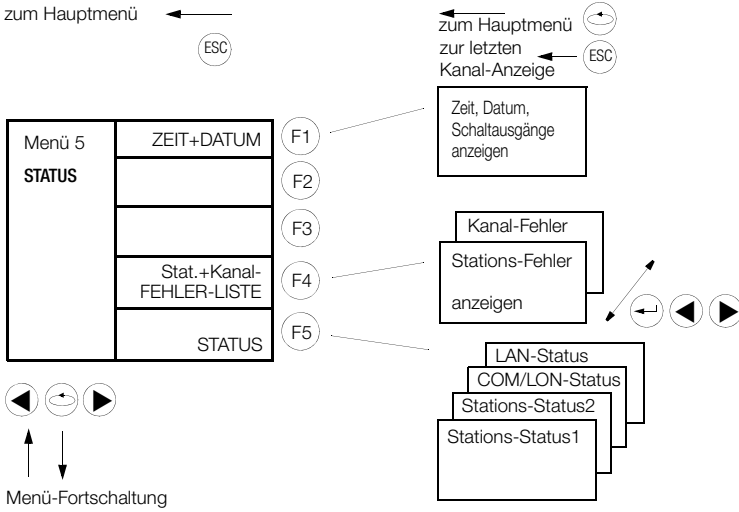 zum Hauptmenü
ESC
zum Hauptmenü
zur letzten
ESC
Kanal-Anzeige
Menü 5
STATUS
ZEIT+DATUM
F1
F2
F3
Stat.+Kanal-
FEHLER-LISTE
F4
STATUS
F5
Zeit, Datum,
Schaltausgänge
anzeigen
Kanal-Fehler
Stations-Fehler
anzeigen
LAN-Status
COM/LON-Status
Stations-Status2
Stations-Status1
Menü-Fortschaltung